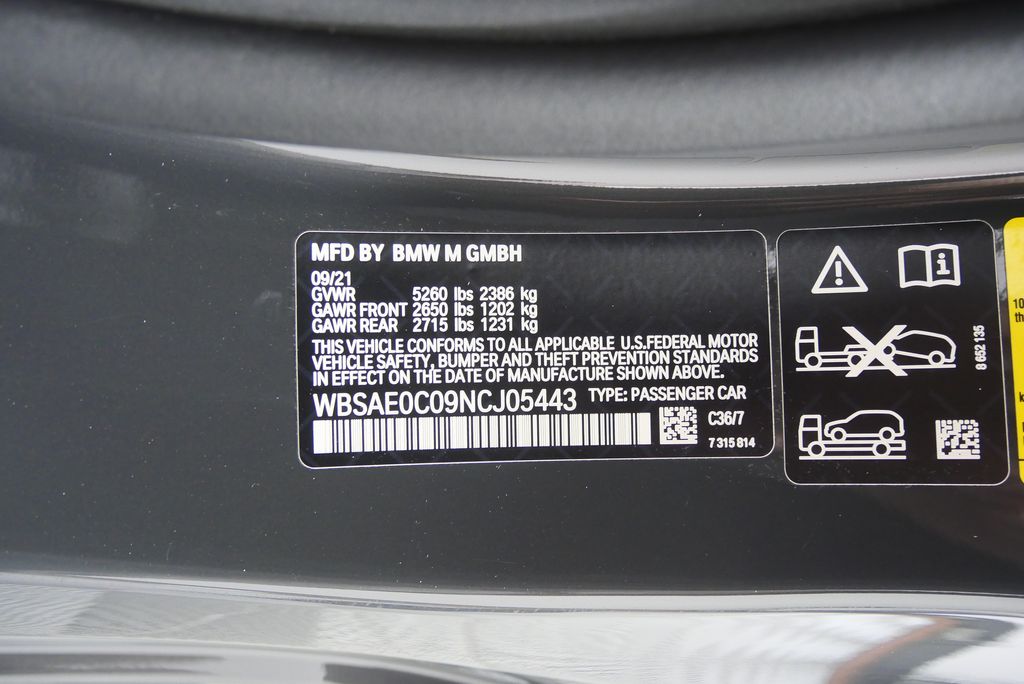 MFD BY BMW M GMBH
09/21
GVWR 5260 lbs 2386 kg
GAWR FRONT 2650 lbs 1202 kg
GAWR REAR 2715 lbs 1231 kg
THIS VEHICLE CONFORMS TO ALL APPLICABLE U.S.FEDERAL MOTOR
VEHICLE SAFETY, BUMPER AND THEFT PREVENTION STANDARDS
IN EFFECT ON THE DATE OF MANUFACTURE SHOWN ABOVE.
WBSAE0C09NCJ05443 TYPE: PASSENGER CAR
C36/7
7 315 814
8 652 135
10
th
k